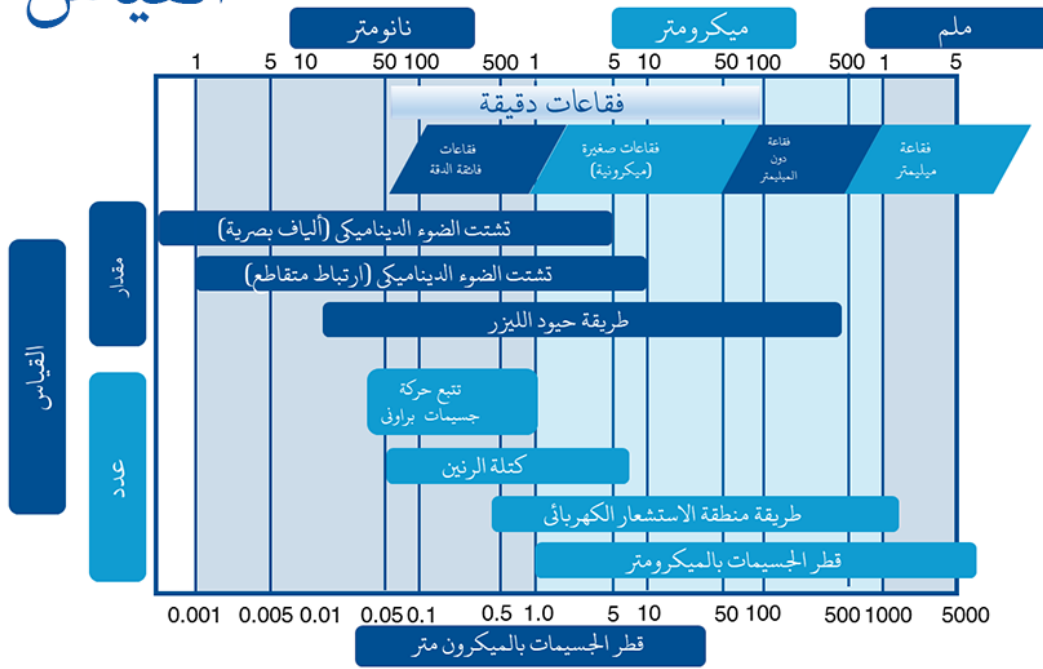 القياس
نانومتر
ميكرومتر
ملم
1 5 10 50 100 500 1 5 10 50 100 500 1 5
فقاعات دقيقة
فقاعات
فائقة الدقة
فقاعات صغيرة
(ميكرونية)
فقاعة
دون
الميليمتر
فقاعة
ميليمتر
القياس
مقدار
تشتت الضوء الديناميكي (ألياف بصرية)
تشتت الضوء الديناميكي (ارتباط متقاطع)
طريقة حيود الليزر
عدد
تتبع حركة
جسيمات براونى
كتلة الرنين
طريقة منطقة الاستشعار الكهربائى
قطر الجسيمات بالميكرومتر
0.001 0.005 0.01 0.05 0.1 0.5 1.0 5 10 50 100 500 1000 5000
قطر الجسيمات بالميكرون متر